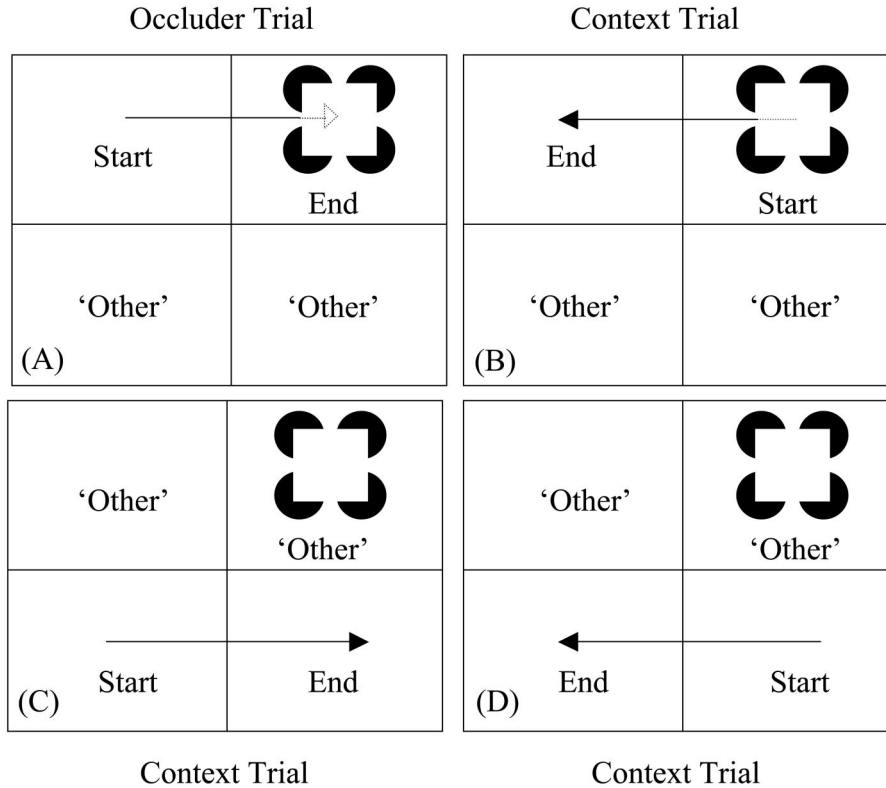 Occluder Trial
Context Trial
Start
End
End
Start
‘Other’
‘Other’
‘Other’
‘Other’
(A)
(B)
‘Other’
‘Other’
‘Other’
‘Other’
Start
End
End
Start
(C)
(D)
Context Trial
Context Trial